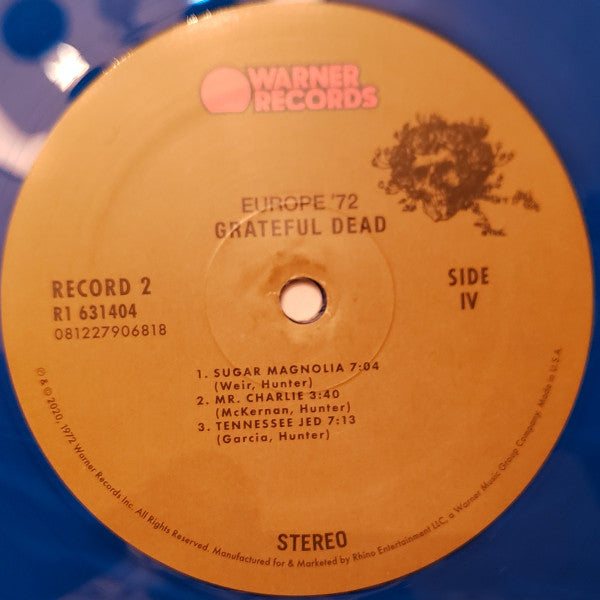 WARNER
RECORDS
EUROPE '72
GRATEFUL DEAD
RECORD 2
R1 631404
081227906818
SIDE
IV
1. SUGAR MAGNOLIA 7:04
(Weir, Hunter)
2. MR. CHARLIE 3:40
(McKernan, Hunter)
3. TENNESSEE JED 7:13
(Garcia, Hunter)
STEREO
℗ & © 2020, 1972 Warner Records Inc. All Rights Reserved. Manufactured for & Marketed by Rhino Entertainment LLC, a Warner Music Group Company. Made in U.S.A.